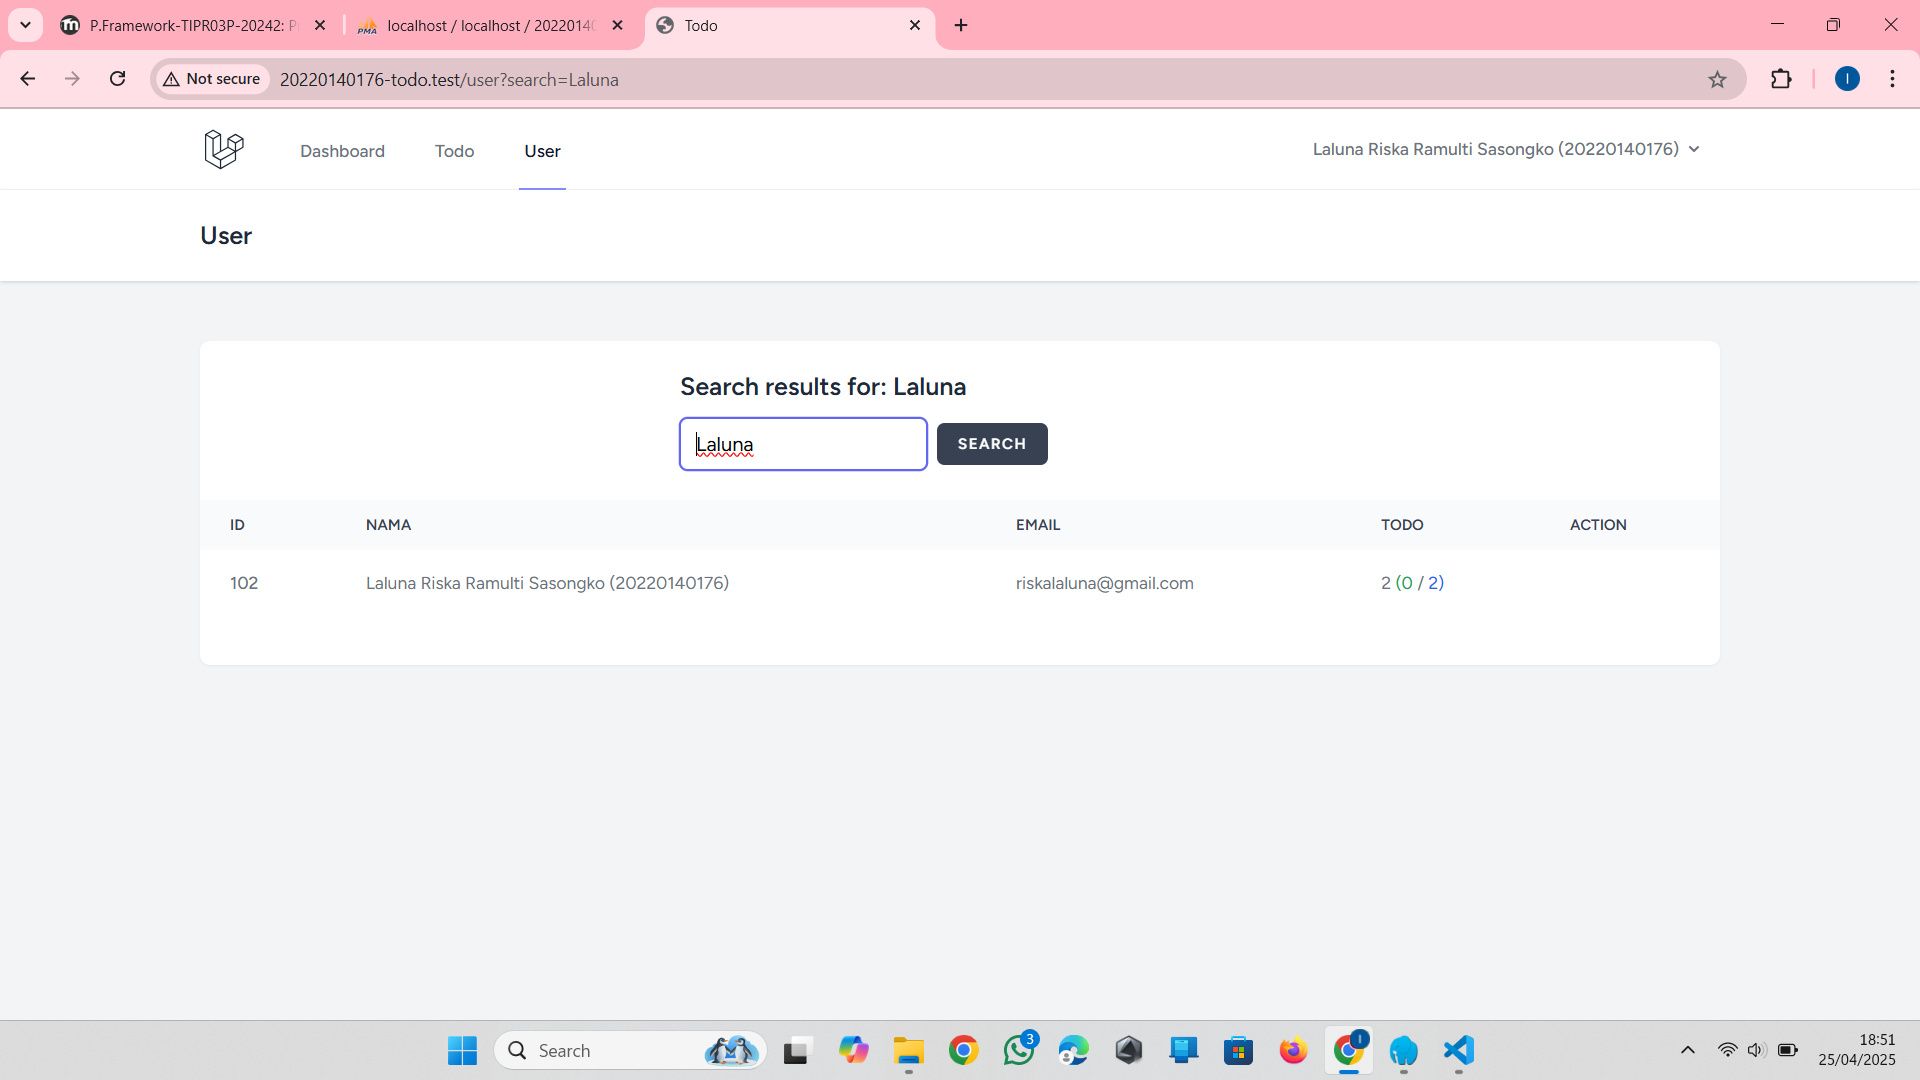 P.Framework-TIPR03P-20242: P
localhost / localhost / 2022014
Todo
Not secure
20220140176-todo.test/user?search=Laluna
I
Dashboard
Todo
User
Laluna Riska Ramulti Sasongko (20220140176)
User
Search results for: Laluna
Laluna
SEARCH
ID NAMA EMAIL TODO ACTION
102 Laluna Riska Ramulti Sasongko (20220140176) riskalaluna@gmail.com 2 (0 / 2)
Search
3
I
18:51
25/04/2025